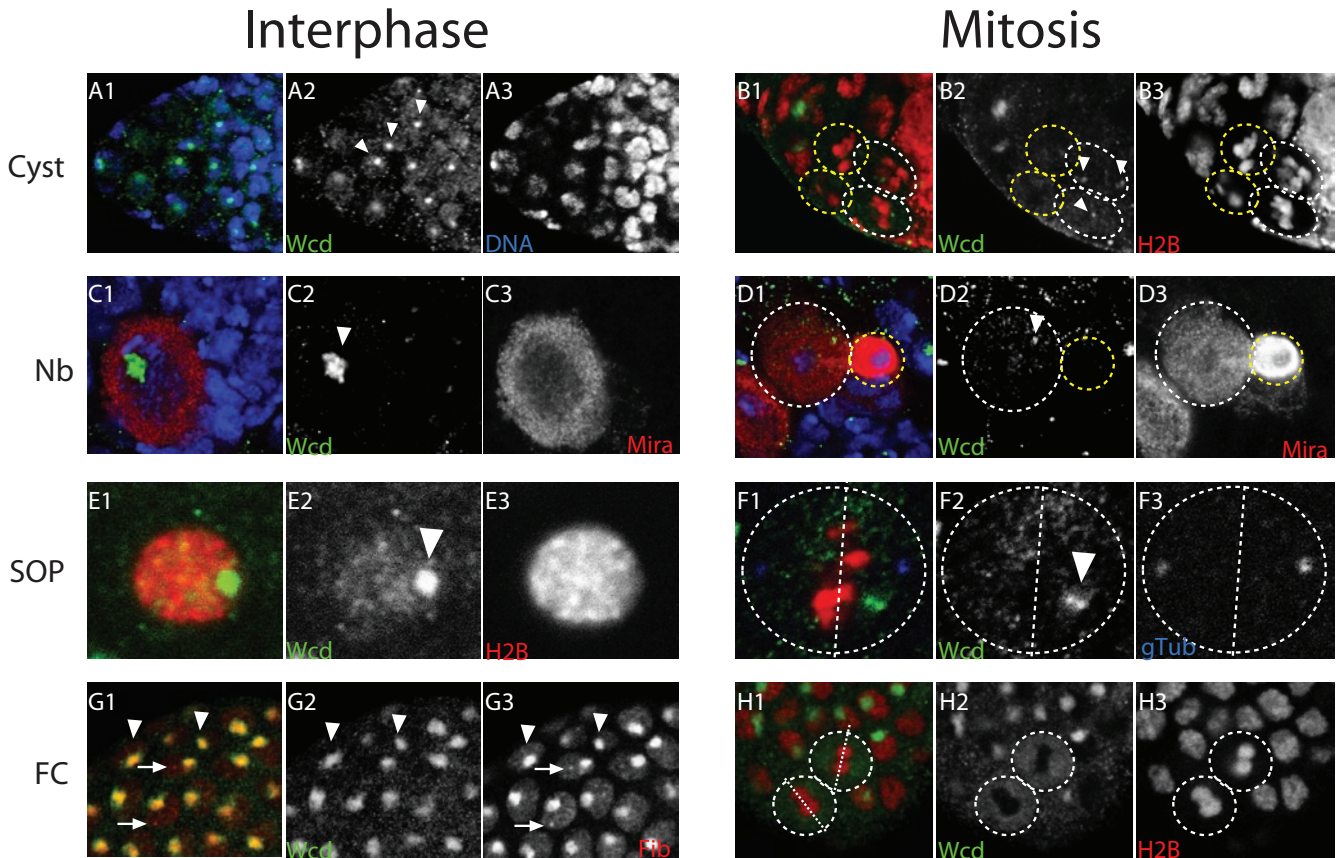 Interphase Mitosis
Cyst A1 A2 A3 B1 B2 B3
Wcd DNA Wcd H2B
Nb C1 C2 C3 D1 D2 D3
Wcd Mira Wcd Mira
SOP E1 E2 E3 F1 F2 F3
Wcd H2B Wcd gTub
FC G1 G2 G3 H1 H2 H3
Wcd Fib Wcd H2B